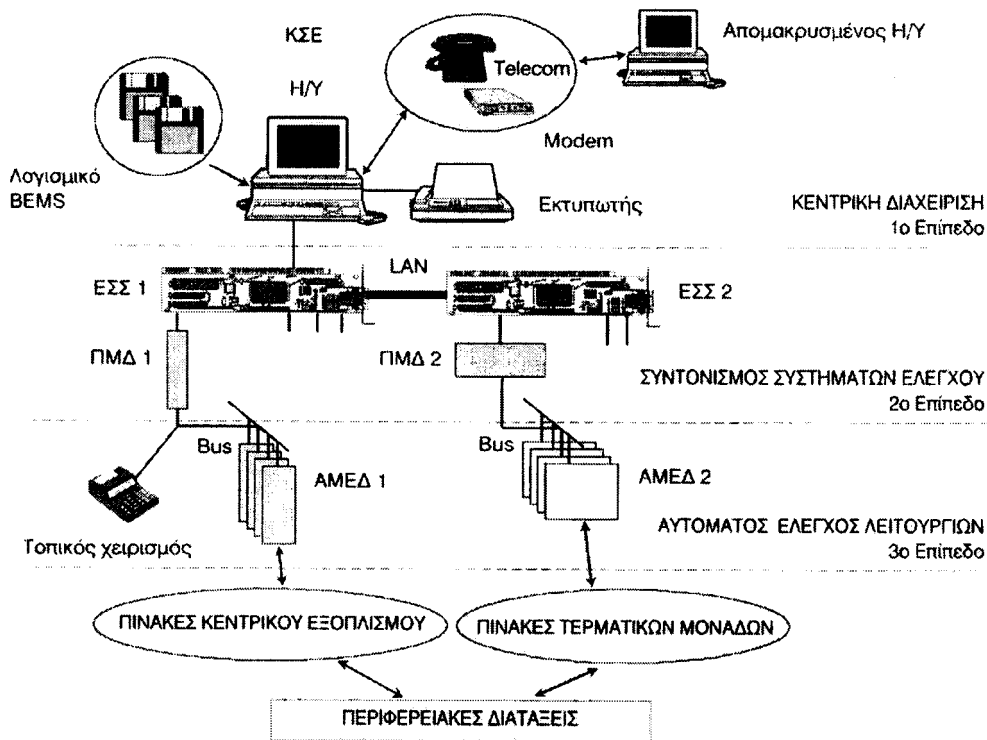 ΚΣΕ
Απομακρυσμένος Η/Υ
Telecom
Η/Υ
Modem
Λογισμικό
BEMS
Εκτυπωτής
ΚΕΝΤΡΙΚΗ ΔΙΑΧΕΙΡΙΣΗ
1ο Επίπεδο
LAN
ΕΣΣ 1
ΕΣΣ 2
ΠΜΔ 1
ΠΜΔ 2
ΣΥΝΤΟΝΙΣΜΟΣ ΣΥΣΤΗΜΑΤΩΝ ΕΛΕΓΧΟΥ
2ο Επίπεδο
Bus
Bus
ΑΜΕΔ 1
ΑΜΕΔ 2
ΑΥΤΟΜΑΤΟΣ ΕΛΕΓΧΟΣ ΛΕΙΤΟΥΡΓΙΩΝ
3ο Επίπεδο
Τοπικός χειρισμός
ΠΙΝΑΚΕΣ ΚΕΝΤΡΙΚΟΥ ΕΞΟΠΛΙΣΜΟΥ
ΠΙΝΑΚΕΣ ΤΕΡΜΑΤΙΚΩΝ ΜΟΝΑΔΩΝ
ΠΕΡΙΦΕΡΕΙΑΚΕΣ ΔΙΑΤΑΞΕΙΣ